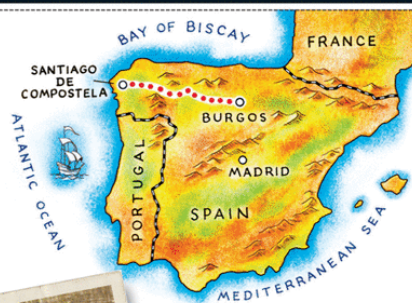 BAY OF BISCAY
FRANCE
SANTIAGO
DE
COMPOSTELA
BURGOS
ATLANTIC OCEAN
PORTUGAL
MADRID
SPAIN
MEDITERRANEAN SEA